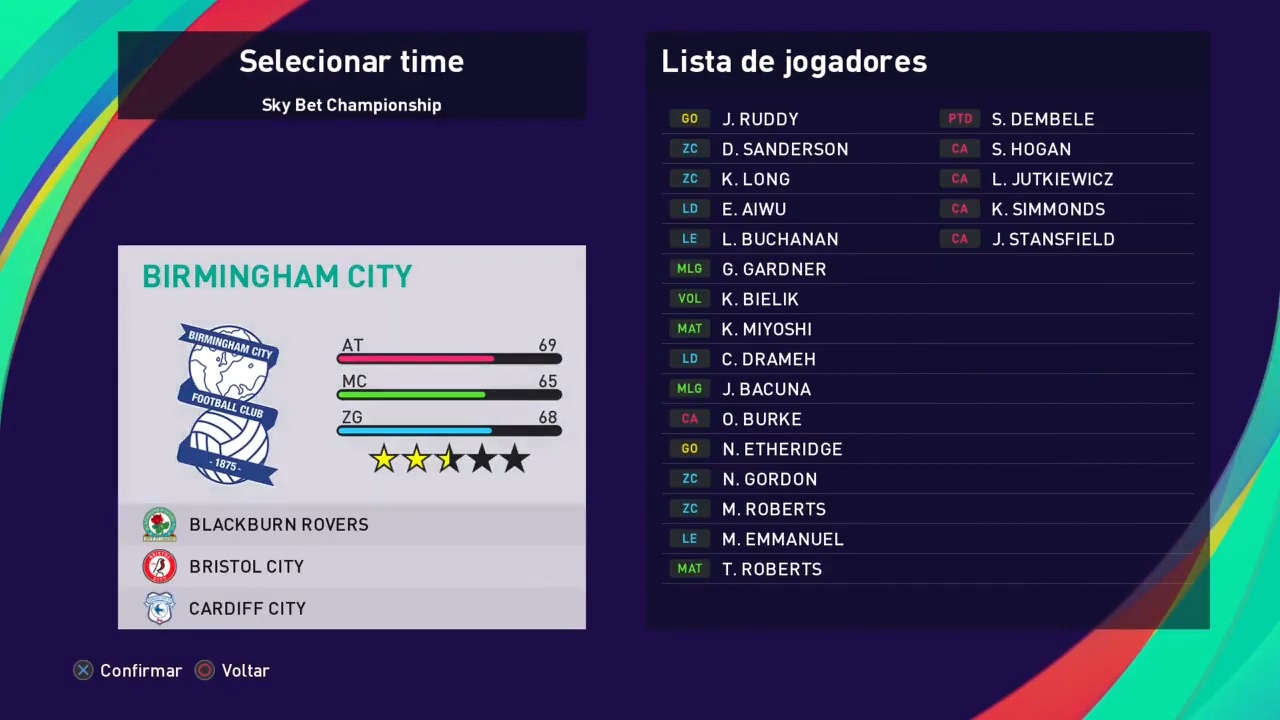 Selecionar time
Sky Bet Championship
BIRMINGHAM CITY
BIRMINGHAM CITY
FOOTBALL CLUB
- 1875 -
AT 69
MC 65
ZG 68
BLACKBURN ROVERS
BRISTOL CITY
CARDIFF CITY
Lista de jogadores
GO J. RUDDY
ZC D. SANDERSON
ZC K. LONG
LD E. AIWU
LE L. BUCHANAN
MLG G. GARDNER
VOL K. BIELIK
MAT K. MIYOSHI
LD C. DRAMEH
MLG J. BACUNA
CA O. BURKE
GO N. ETHERIDGE
ZC N. GORDON
ZC M. ROBERTS
LE M. EMMANUEL
MAT T. ROBERTS
PTD S. DEMBELE
CA S. HOGAN
CA L. JUTKIEWICZ
CA K. SIMMONDS
CA J. STANSFIELD
Confirmar Voltar